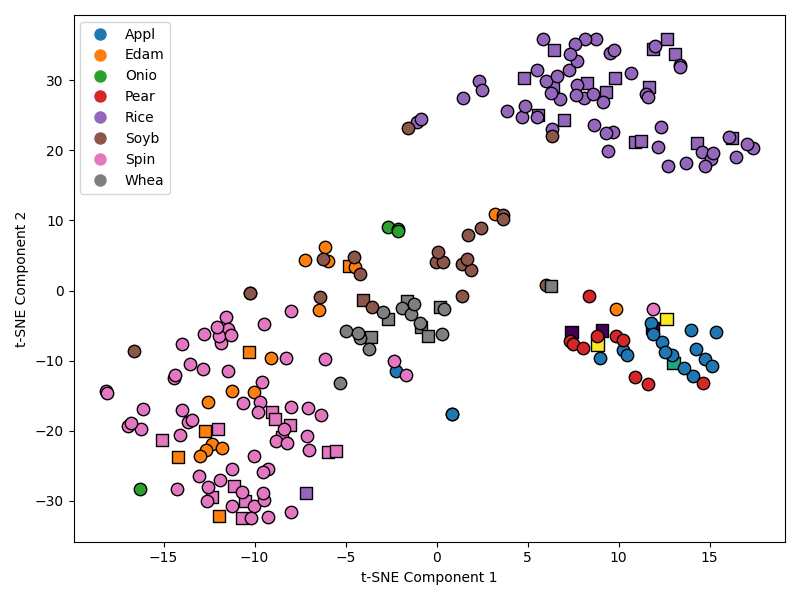 Appl
Edam
Onio
Pear
Rice
Soyb
Spin
Whea
30
20
10
0
−10
−20
−30
−15
−10
−5
0
5
10
15
t-SNE Component 1
t-SNE Component 2